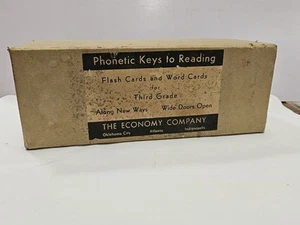 Phonetic Keys to Reading
Flash Cards and Word Cards
for
Third Grade
Along New Ways Wide Doors Open
THE ECONOMY COMPANY
Oklahoma City Atlanta Indianapolis